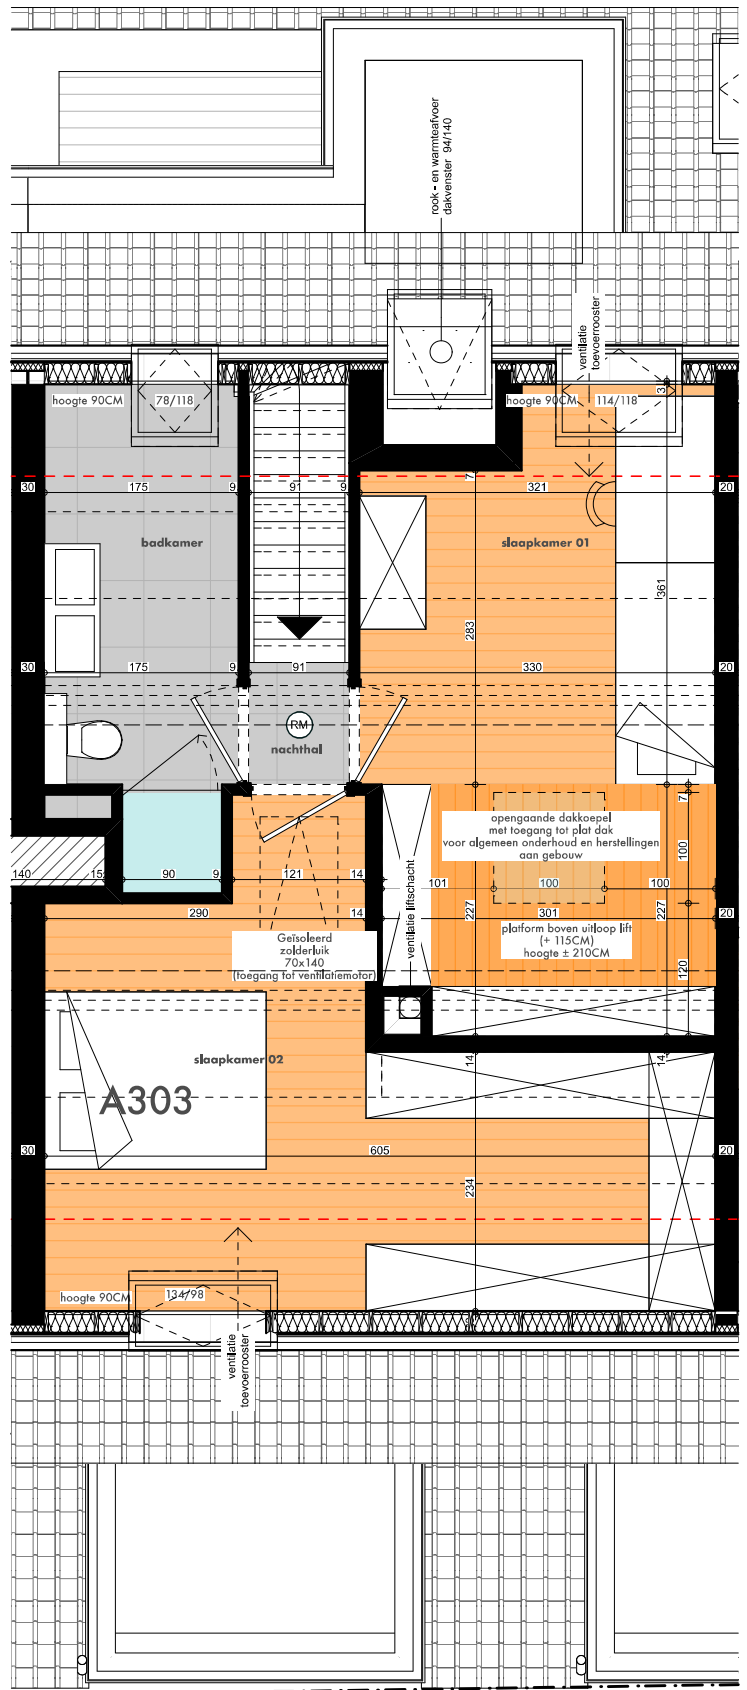 rook - en warmteafvoer
dakvenster 94/140
ventilatie
toevoerrooster
hoogte 90CM
78/118
hoogte 90CM
114/118
3
30
175
9
91
9
7
321
20
badkamer
slaapkamer 01
361
283
30
175
9
91
330
20
RM
nachthal
7
opengaande dakkoepel
met toegang tot plat dak
voor algemeen onderhoud en herstellingen
aan gebouw
100
140
15
90
9
121
14
101
100
100
290
14
227
301
227
20
ventilatie liftschacht
Geïsoleerd
zolderluik
70x140
(toegang tot ventilatiemotor)
platform boven uitloop lift
(+ 115CM)
hoogte ± 210CM
120
slaapkamer 02
14
14
A303
30
605
20
234
hoogte 90CM
134/98
ventilatie
toevoerrooster